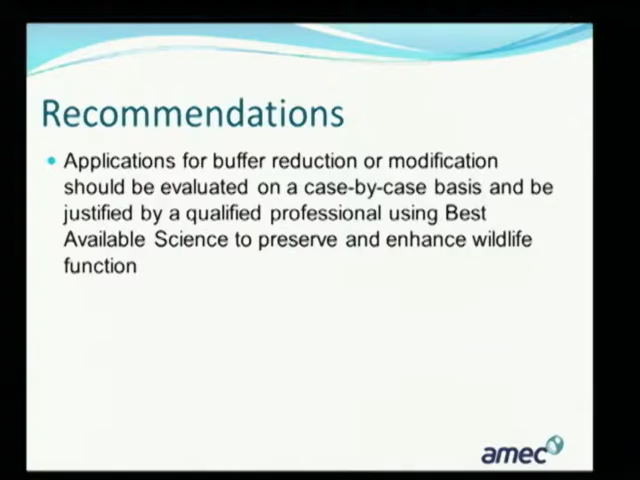 Recommendations
Applications for buffer reduction or modification
should be evaluated on a case-by-case basis and be
justified by a qualified professional using Best
Available Science to preserve and enhance wildlife
function
amec